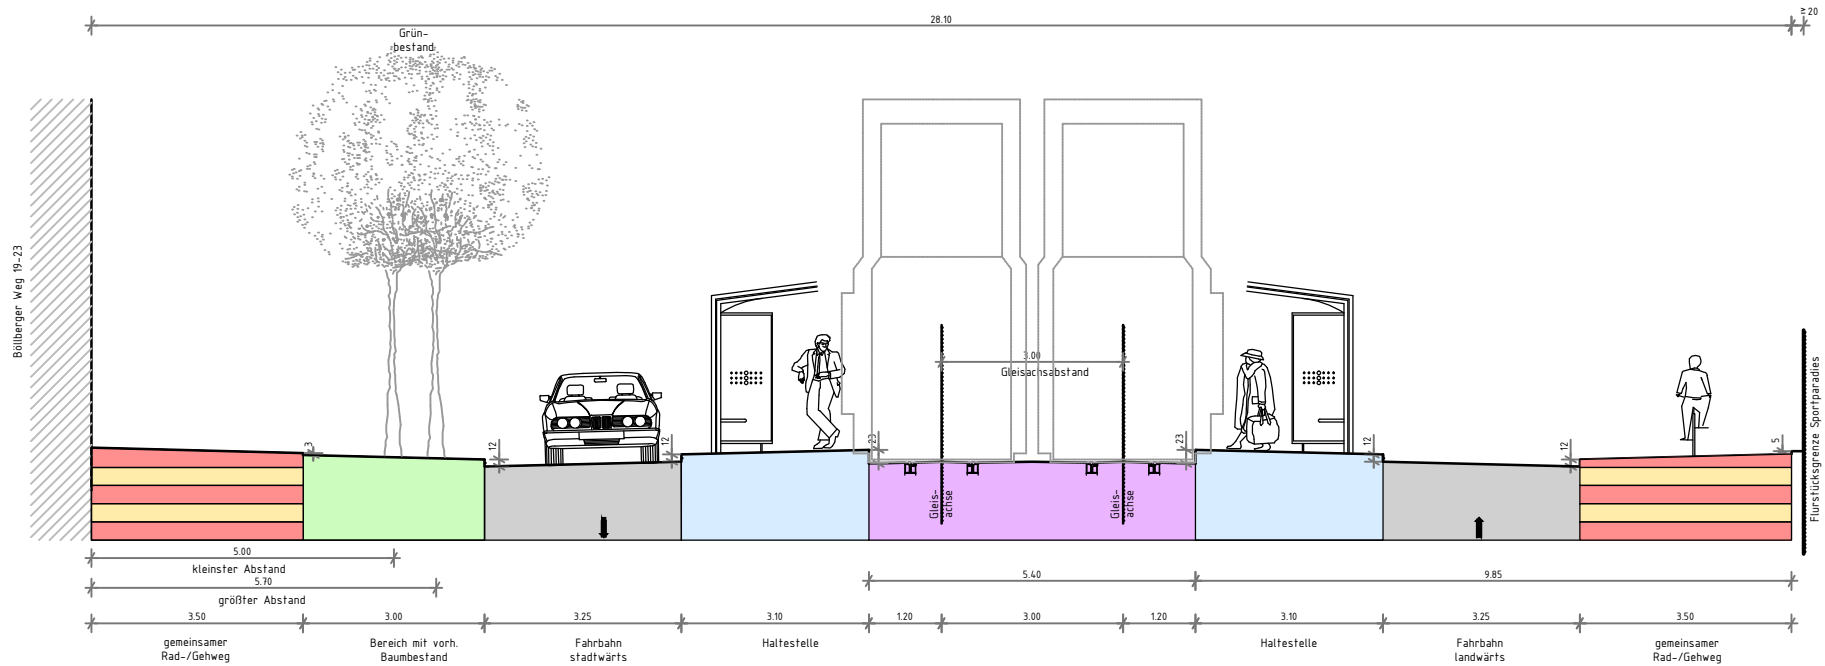 28.10
≥20
Grün-
bestand
Böllberger Weg 19-23
3.00
Gleisachsabstand
Flurstücksgrenze Sportparadies
3
12
12
23
23
12
12
5
Gleis-
achse
Gleis-
achse
5.00
kleinster Abstand
5.70
größter Abstand
5.40
9.85
3.50
3.00
3.25
3.10
1.20
3.00
1.20
3.10
3.25
3.50
gemeinsamer
Rad-/Gehweg
Bereich mit vorh.
Baumbestand
Fahrbahn
stadtwärts
Haltestelle
Haltestelle
Fahrbahn
landwärts
gemeinsamer
Rad-/Gehweg